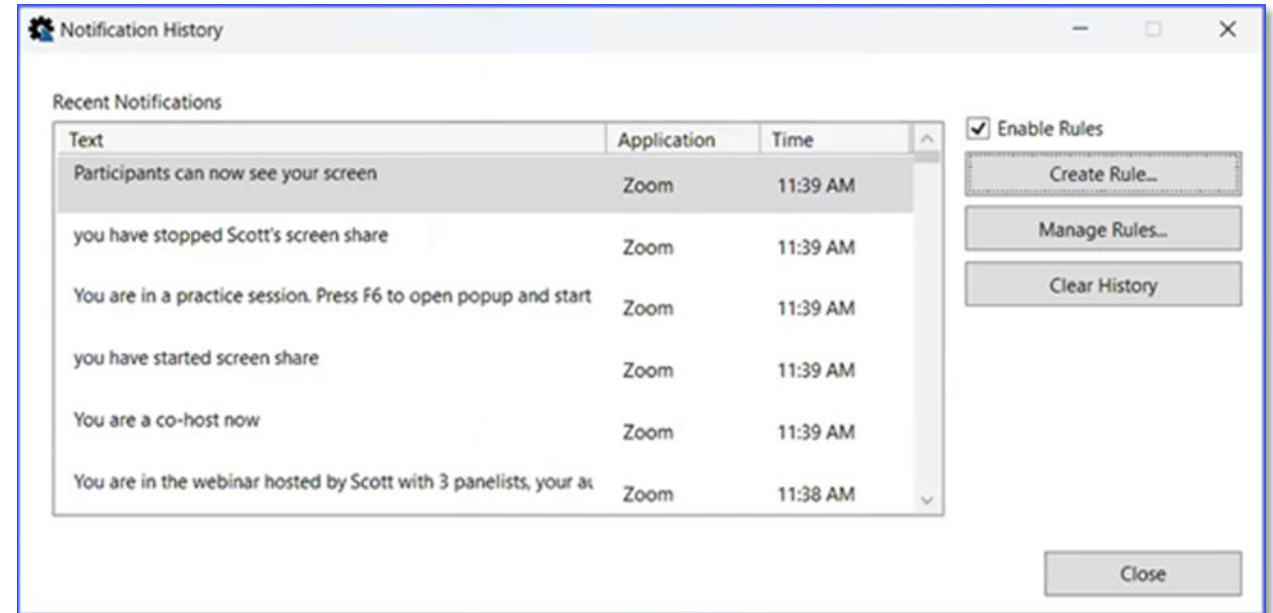 Notification History
Recent Notifications
Text Application Time
Participants can now see your screen Zoom 11:39 AM
you have stopped Scott's screen share Zoom 11:39 AM
You are in a practice session. Press F6 to open popup and start Zoom 11:39 AM
you have started screen share Zoom 11:39 AM
You are a co-host now Zoom 11:39 AM
You are in the webinar hosted by Scott with 3 panelists, your Zoom 11:38 AM
Enable Rules
Create Rule...
Manage Rules...
Clear History
Close